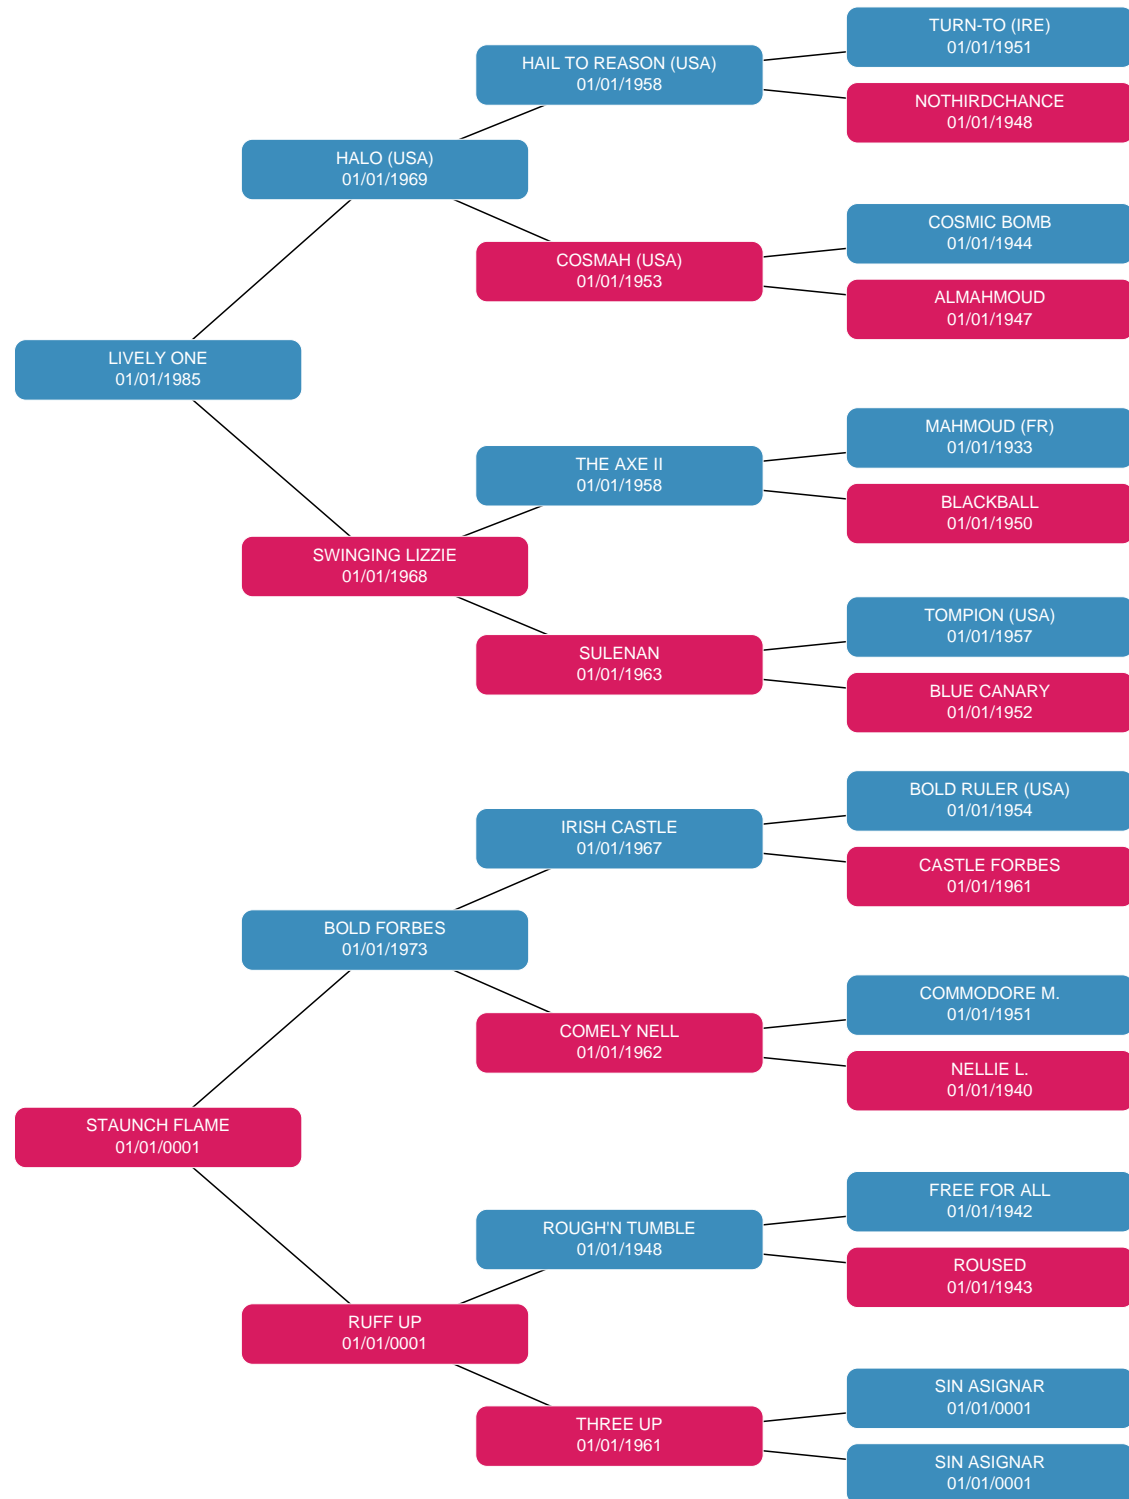 TURN-TO (IRE)
01/01/1951
HAIL TO REASON (USA)
01/01/1958
NOTHIRDCHANCE
01/01/1948
HALO (USA)
01/01/1969
COSMIC BOMB
01/01/1944
COSMAH (USA)
01/01/1953
ALMAHMOUD
01/01/1947
LIVELY ONE
01/01/1985
MAHMOUD (FR)
01/01/1933
THE AXE II
01/01/1958
BLACKBALL
01/01/1950
SWINGING LIZZIE
01/01/1968
TOMPION (USA)
01/01/1957
SULENAN
01/01/1963
BLUE CANARY
01/01/1952
BOLD RULER (USA)
01/01/1954
IRISH CASTLE
01/01/1967
CASTLE FORBES
01/01/1961
BOLD FORBES
01/01/1973
COMMODORE M.
01/01/1951
COMELY NELL
01/01/1962
NELLIE L.
01/01/1940
STAUNCH FLAME
01/01/0001
FREE FOR ALL
01/01/1942
ROUGH'N TUMBLE
01/01/1948
ROUSED
01/01/1943
RUFF UP
01/01/0001
SIN ASIGNAR
01/01/0001
THREE UP
01/01/1961
SIN ASIGNAR
01/01/0001